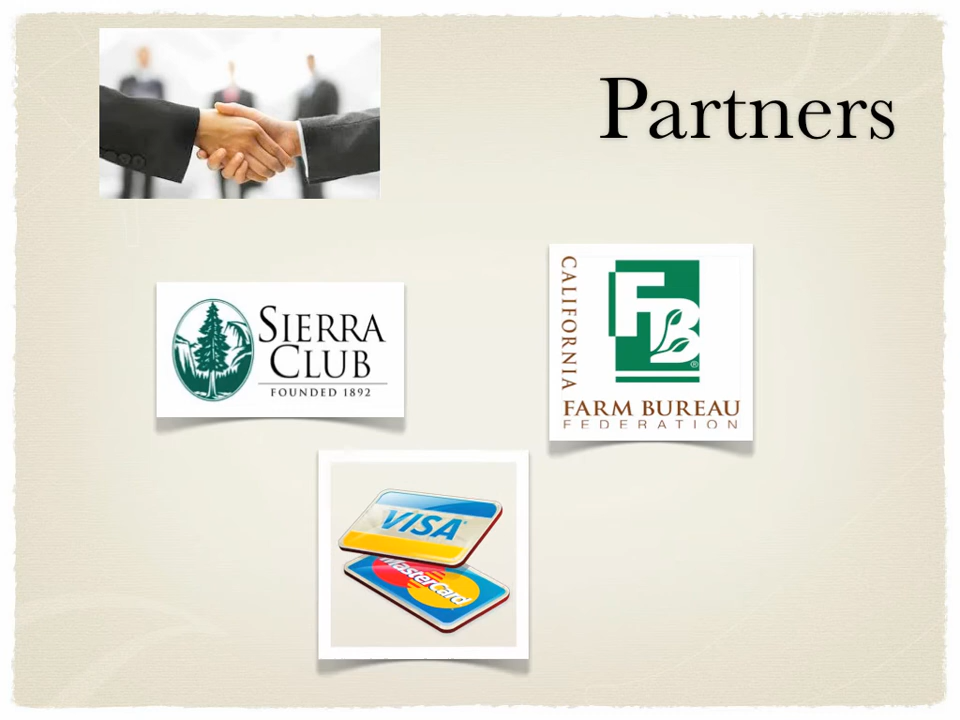 Partners
SIERRA
CLUB
FOUNDED 1892
CALIFORNIA
FB
®
FARM BUREAU
FEDERATION
VISA
MasterCard